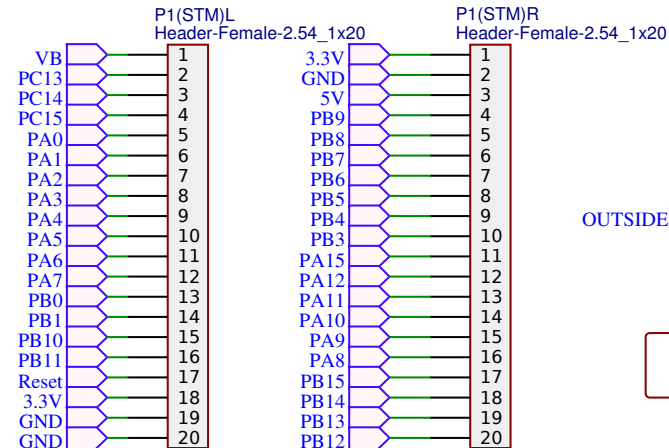 P1(STM)L
Header-Female-2.54_1x20
VB 1
PC13 2
PC14 3
PC15 4
PA0 5
PA1 6
PA2 7
PA3 8
PA4 9
PA5 10
PA6 11
PA7 12
PB0 13
PB1 14
PB10 15
PB11 16
Reset 17
3.3V 18
GND 19
GND 20
P1(STM)R
Header-Female-2.54_1x20
3.3V 1
GND 2
5V 3
PB9 4
PB8 5
PB7 6
PB6 7
PB5 8
PB4 9
PB3 10
PA15 11
PA12 12
PA11 13
PA10 14
PA9 15
PA8 16
PB15 17
PB14 18
PB13 19
PB12 20
OUTSIDE